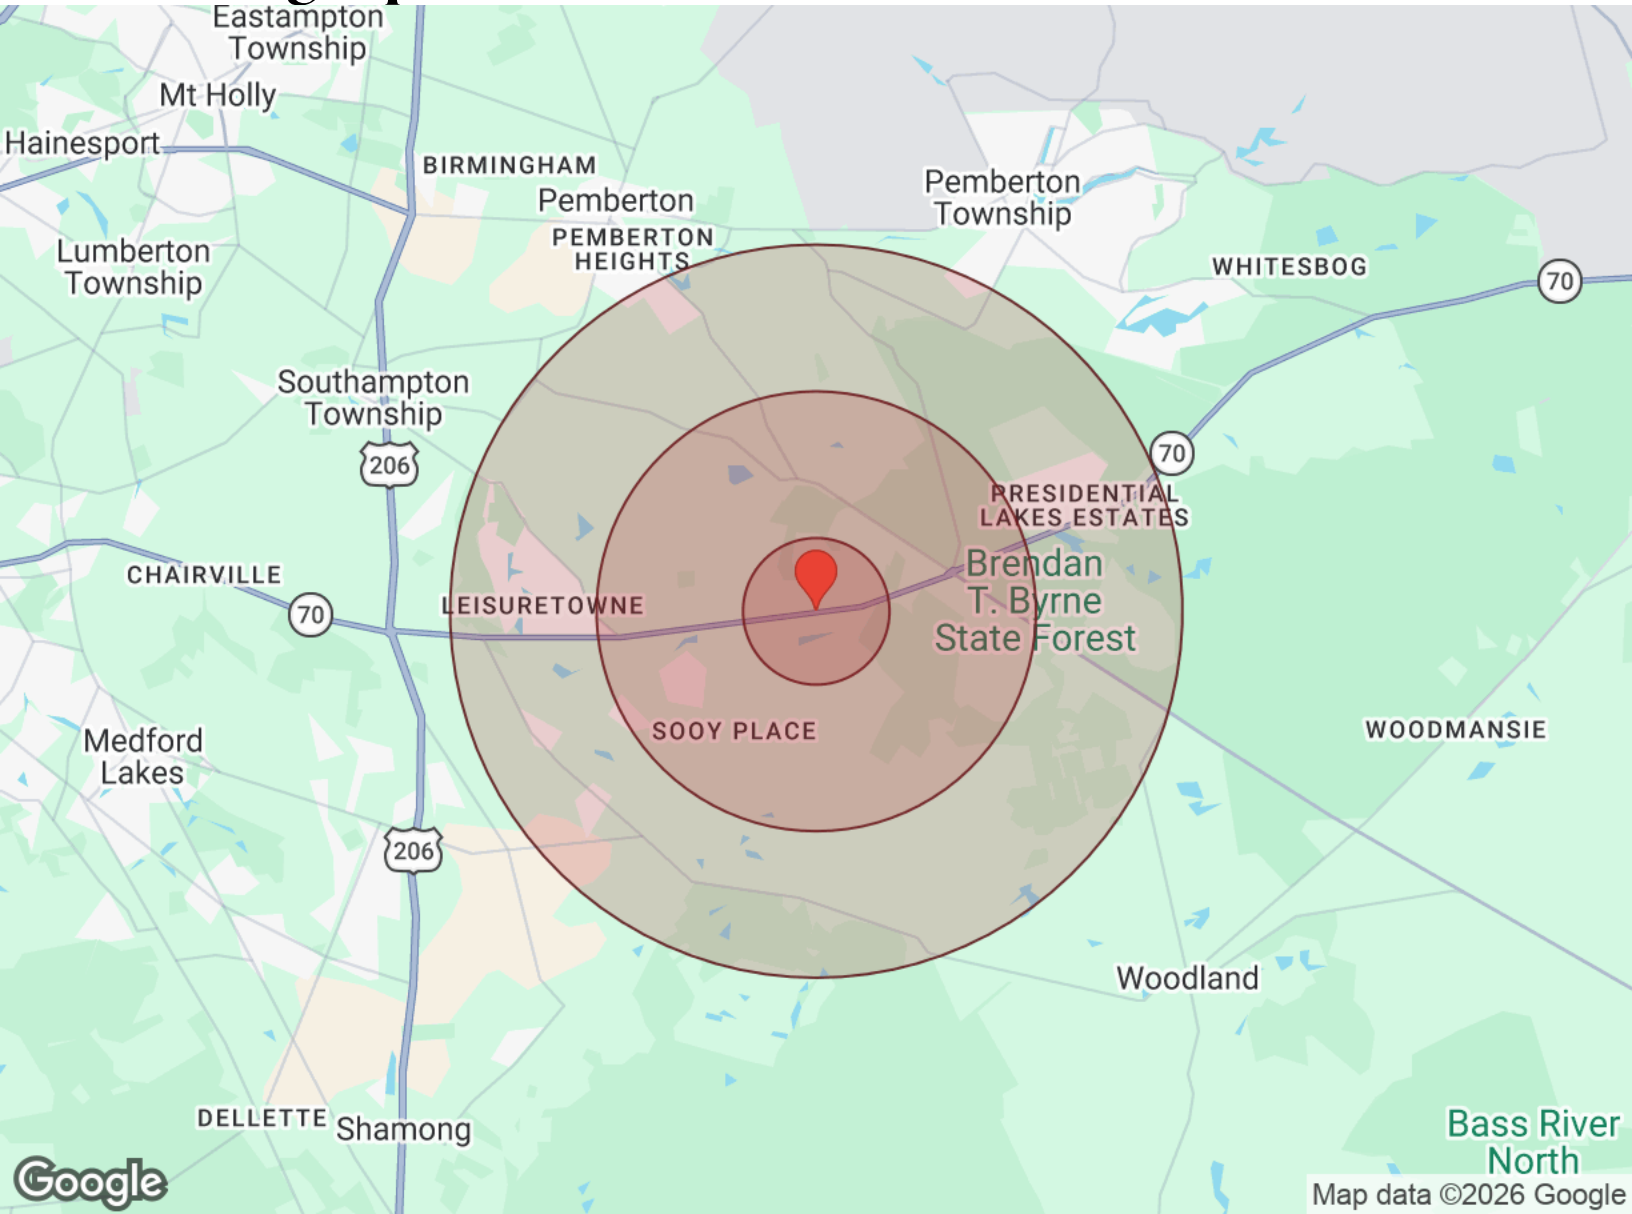 Eastampton
Township
Mt Holly
Hainesport
BIRMINGHAM
Pemberton
PEMBERTON
HEIGHTS
Pemberton
Township
Lumberton
Township
WHITESBOG
70
Southampton
Township
206
70
PRESIDENTIAL
LAKES ESTATES
Brendan
T. Byrne
State Forest
CHAIRVILLE
70
LEISURETOWNE
SOOY PLACE
WOODMANSIE
Medford
Lakes
206
Woodland
DELLETTE
Shamong
Bass River
North
Google
Map data ©2026 Google